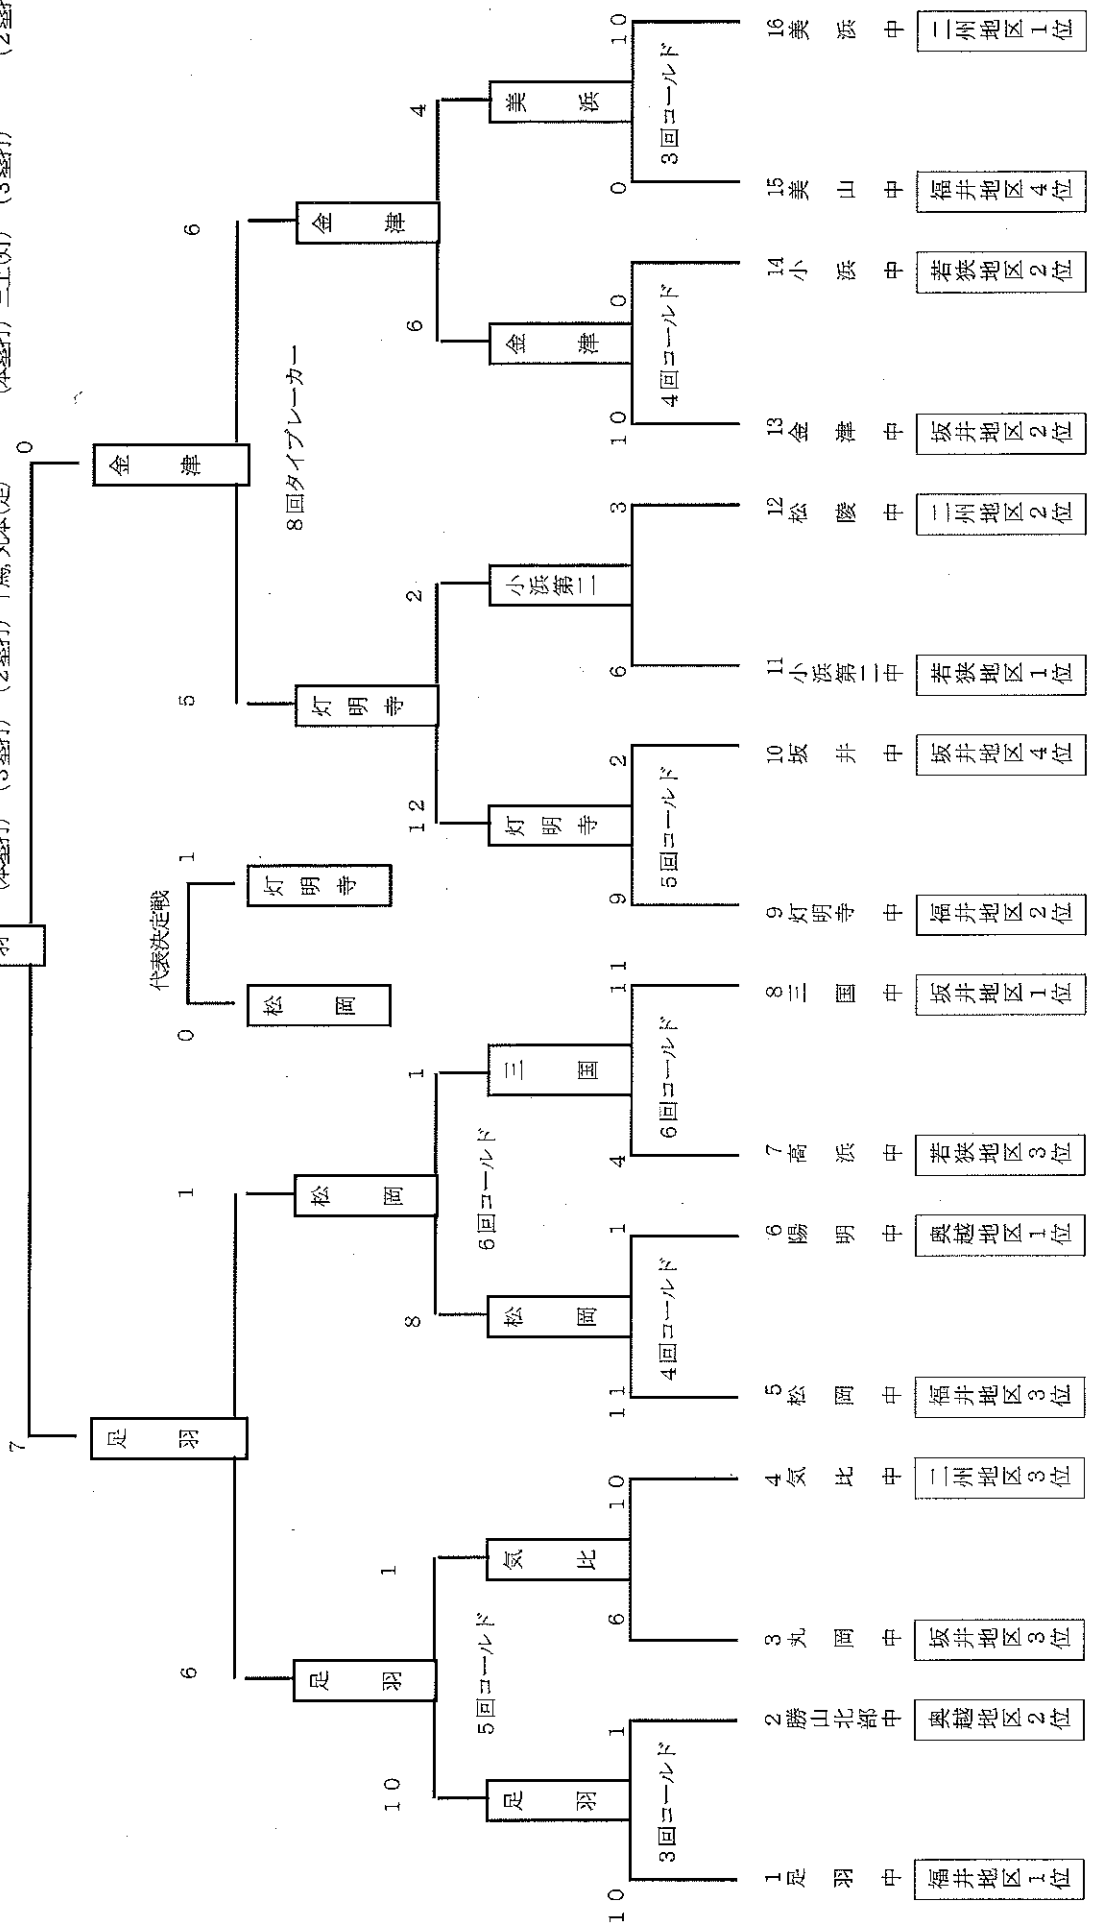 7
0
足羽
金津
代表決定戦
6
1
0
1
5
6
松岡
灯明寺
8回タイブレーカー
足羽
松岡
灯明寺
金津
10
1
8
1
12
2
6
4
5回コールド
6回コールド
足羽
気比
松岡
三国
灯明寺
小浜第二
金津
美浜
10
1
6
10
11
1
4
11
9
2
6
3
10
0
0
10
3回コールド
4回コールド
6回コールド
5回コールド
4回コールド
3回コールド
1 足羽中
2 勝山北部中
3 丸岡中
4 気比中
5 松岡中
6 陽明中
7 高浜中
8 三国中
9 灯明寺中
10 坂井中
11 小浜第二中
12 松陵中
13 金津中
14 小浜中
15 美山中
16 美浜中
福井地区1位
奥越地区2位
坂井地区3位
二州地区3位
福井地区3位
奥越地区1位
若狭地区3位
坂井地区1位
福井地区2位
坂井地区4位
若狭地区1位
二州地区2位
坂井地区2位
若狭地区2位
福井地区4位
二州地区1位